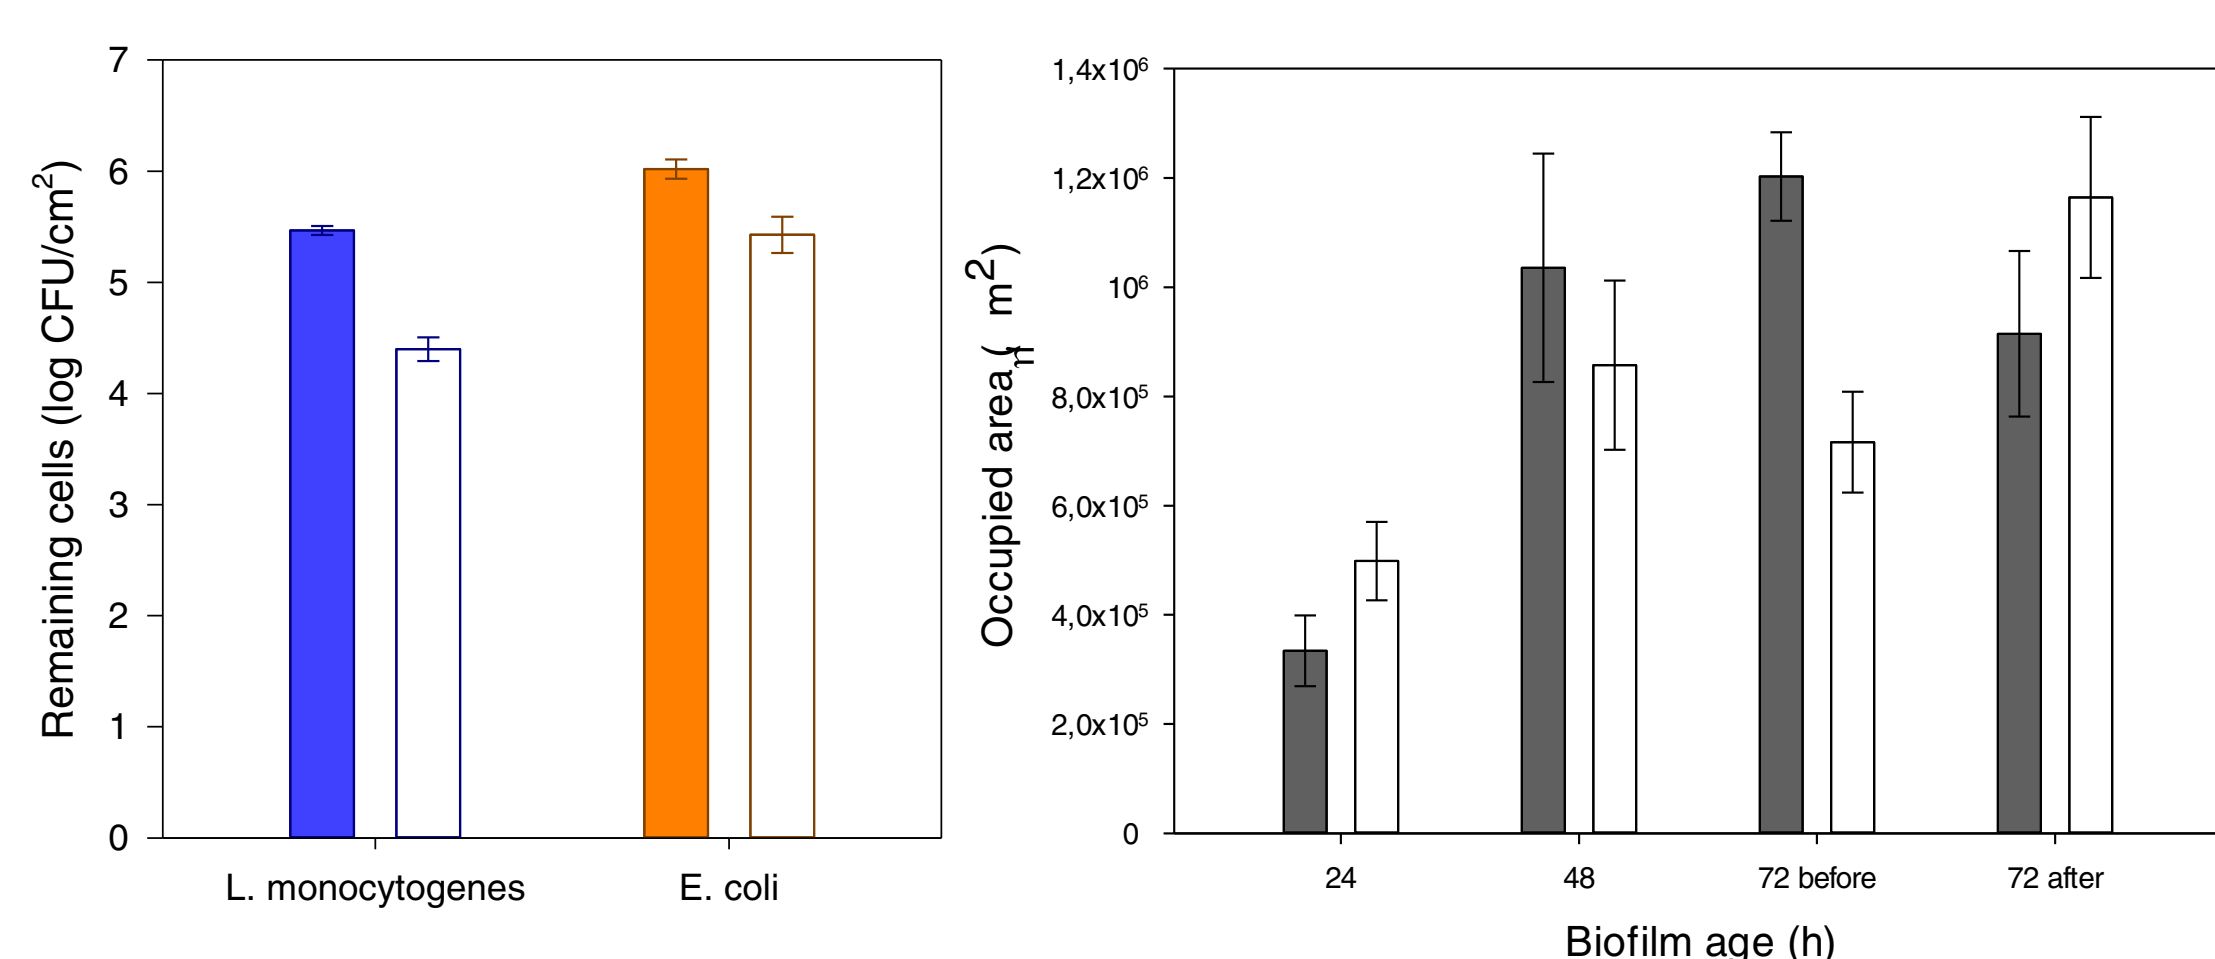 Remaining cells (log CFU/cm²)
7
6
5
4
3
2
1
0
L. monocytogenes
E. coli
Occupied area (m m²)
1,4x10⁶
1,2x10⁶
10⁶
8,0x10⁵
6,0x10⁵
4,0x10⁵
2,0x10⁵
0
24
48
72 before
72 after
Biofilm age (h)